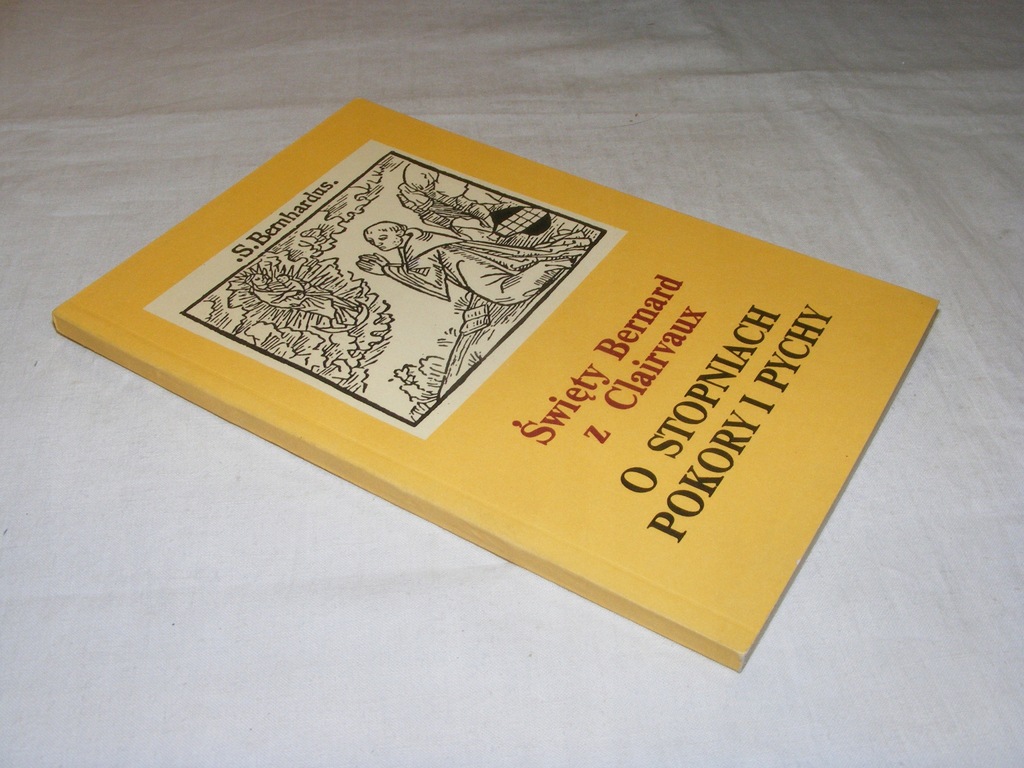 .S.Bernhardus.
Święty Bernard
z Clairvaux
O STOPNIACH
POKORY I PYCHY